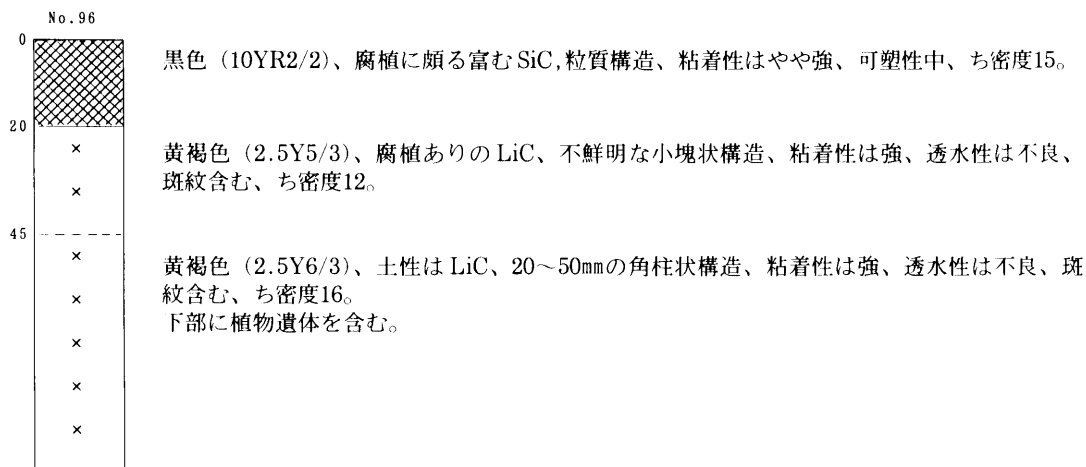 No.96
0
黒色（10YR2/2）、腐植に頗る富むSiC,粒質構造、粘着性はやや強、可塑性中、ち密度15。
20
黄褐色（2.5Y5/3）、腐植ありのLiC、不鮮明な小塊状構造、粘着性は強、透水性は不良、
斑紋含む、ち密度12。
45
黄褐色（2.5Y6/3）、土性はLiC、20〜50㎜の角柱状構造、粘着性は強、透水性は不良、斑
紋含む、ち密度16。
下部に植物遺体を含む。